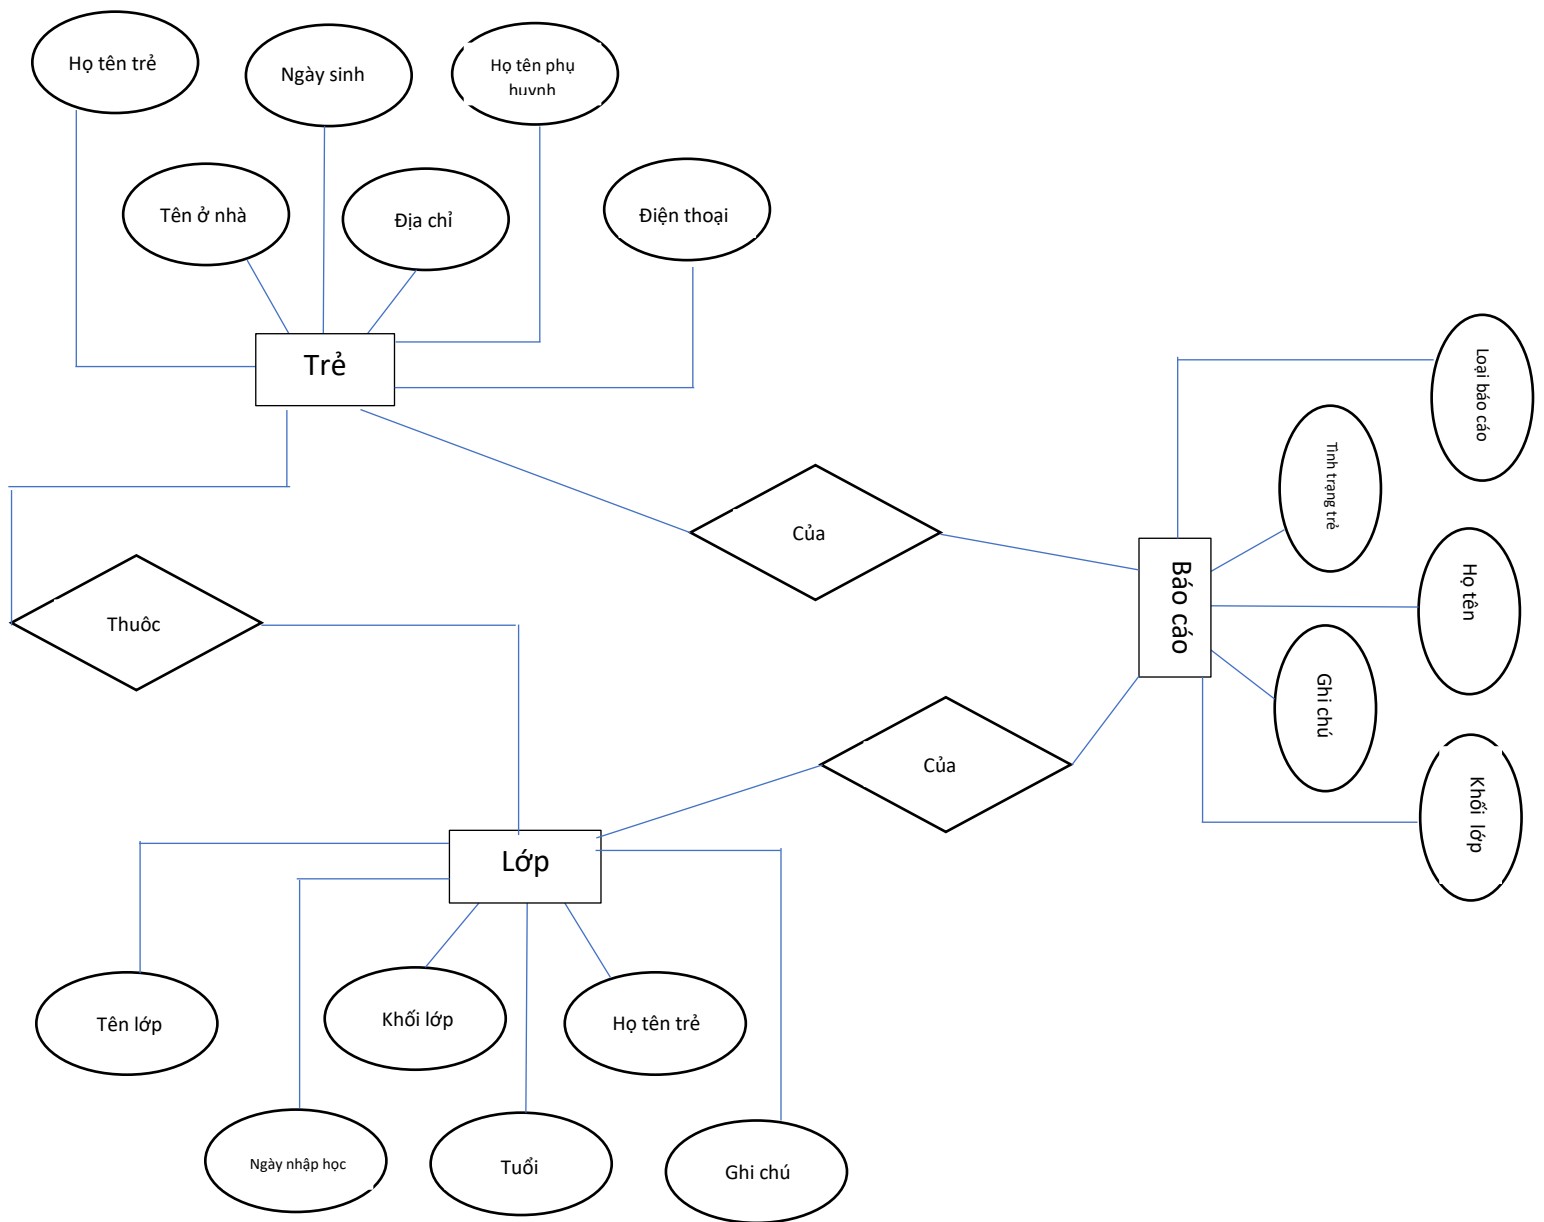 Họ tên trẻ
Ngày sinh
Họ tên phụ
huynh
Tên ở nhà
Địa chỉ
Điện thoại
Trẻ
Loại báo cáo
Tình trạng trẻ
Của
Báo cáo
Họ tên
Thuôc
Ghi chú
Của
Khối lớp
Lớp
Tên lớp
Khối lớp
Họ tên trẻ
Ngày nhập học
Tuổi
Ghi chú